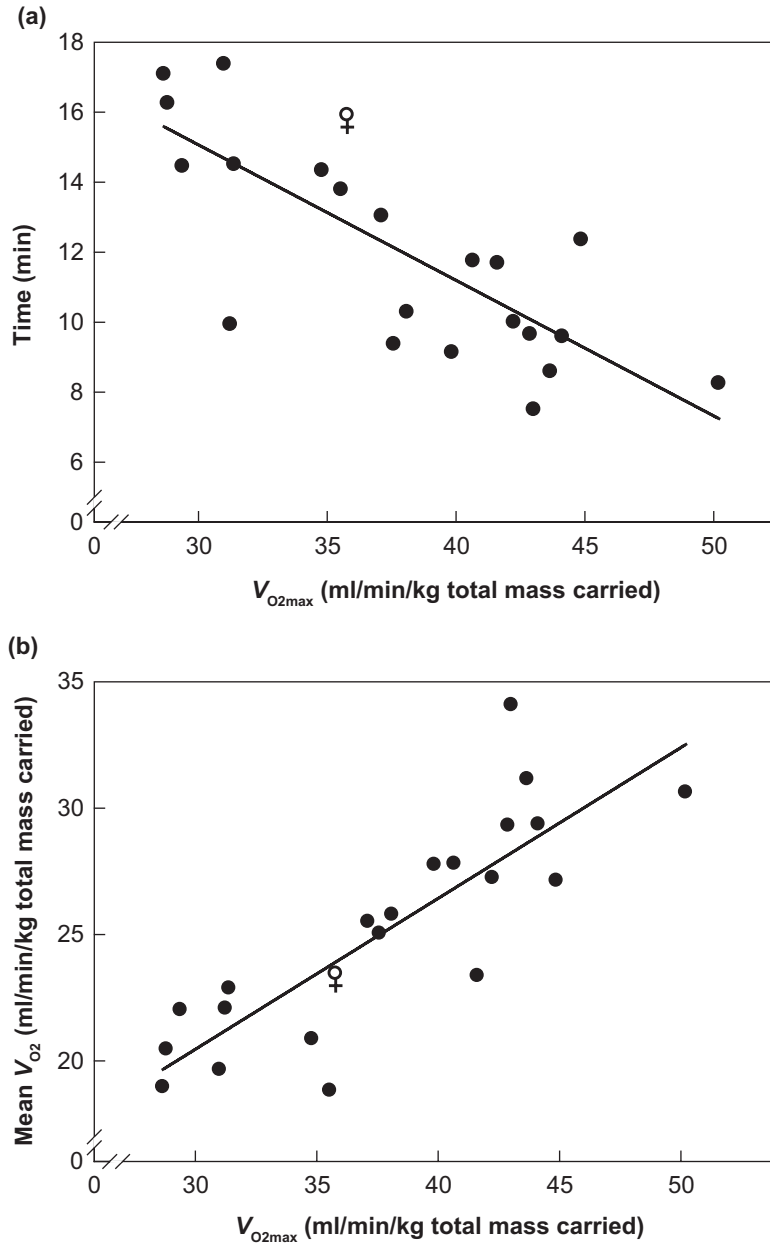 (a)
18
16
14
12
10
8
6
0
Time (min)
0 30 35 40 45 50
VO2max (ml/min/kg total mass carried)
(b)
35
30
25
20
0
Mean VO2 (ml/min/kg total mass carried)
0 30 35 40 45 50
VO2max (ml/min/kg total mass carried)